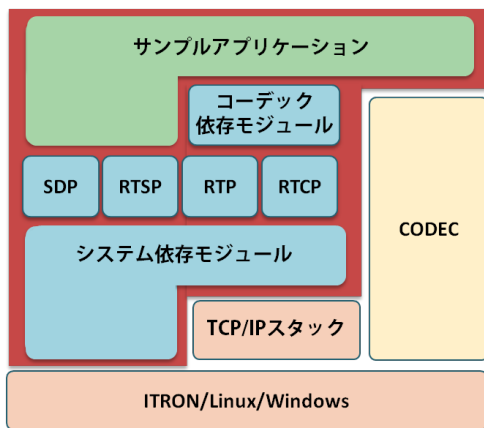 サンプルアプリケーション
コーデック
依存モジュール
SDP
RTSP
RTP
RTCP
CODEC
システム依存モジュール
TCP/IPスタック
ITRON/Linux/Windows